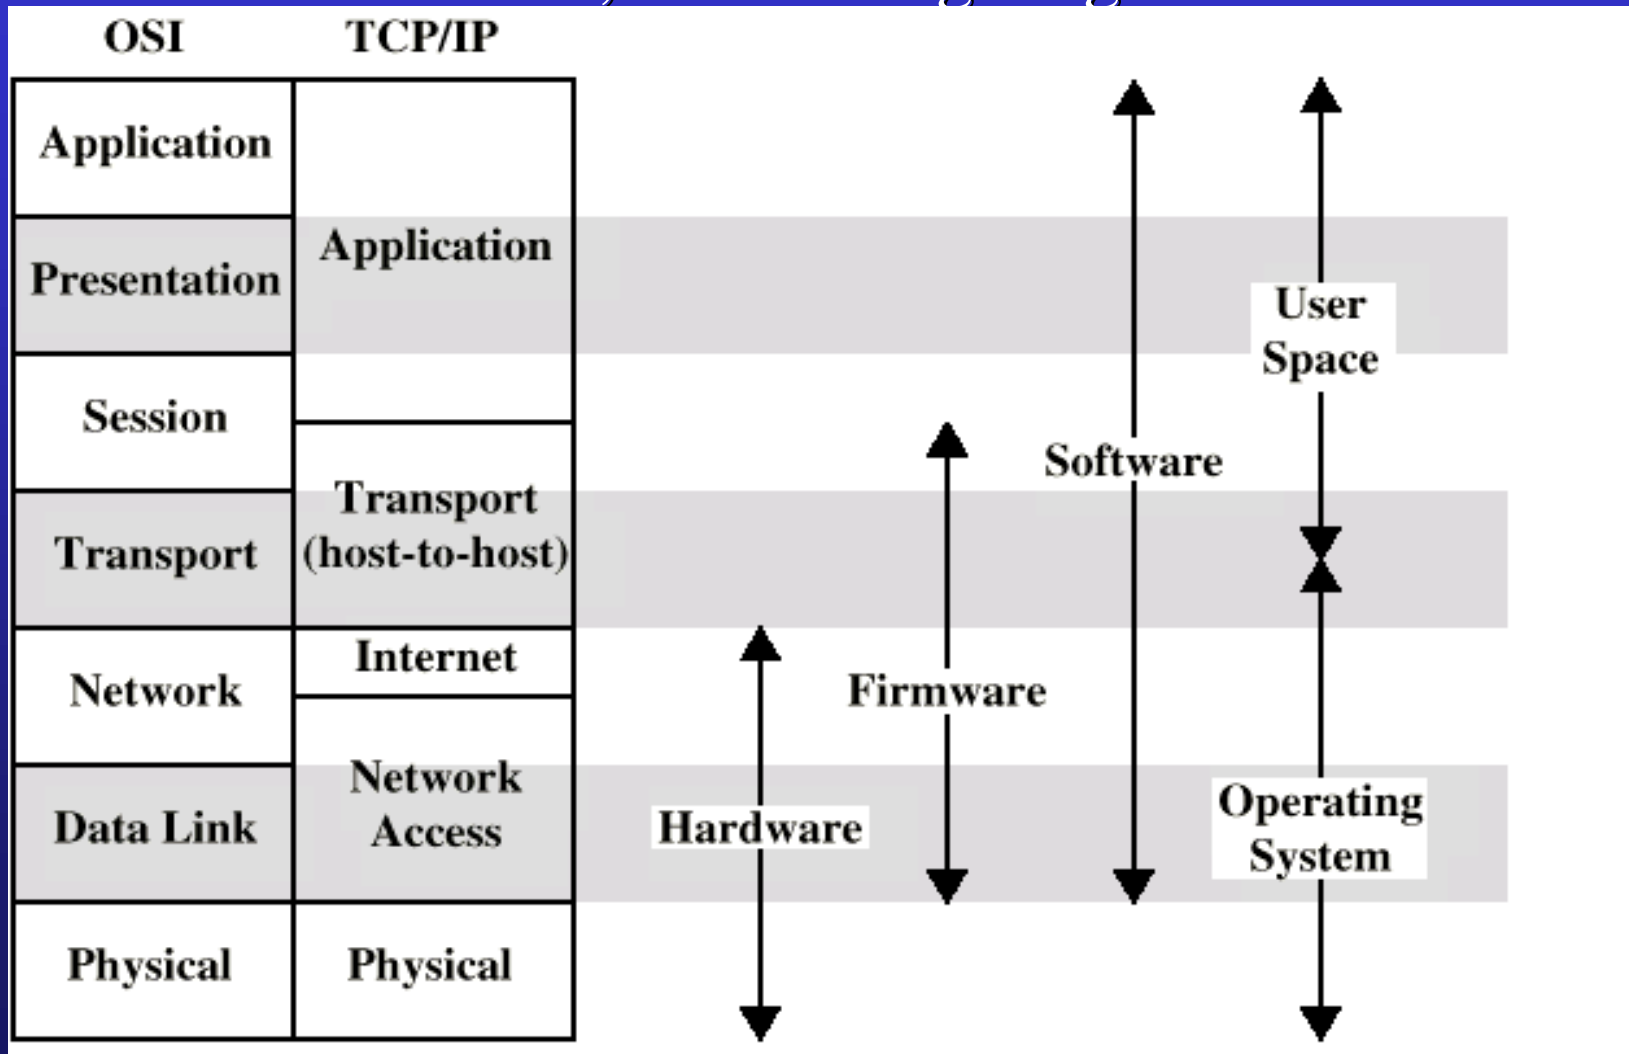 OSI
TCP/IP
Application
Presentation
Session
Transport
Network
Data Link
Physical
Application
Transport
(host-to-host)
Internet
Network
Access
Physical
Hardware
Firmware
Software
User
Space
Operating
System